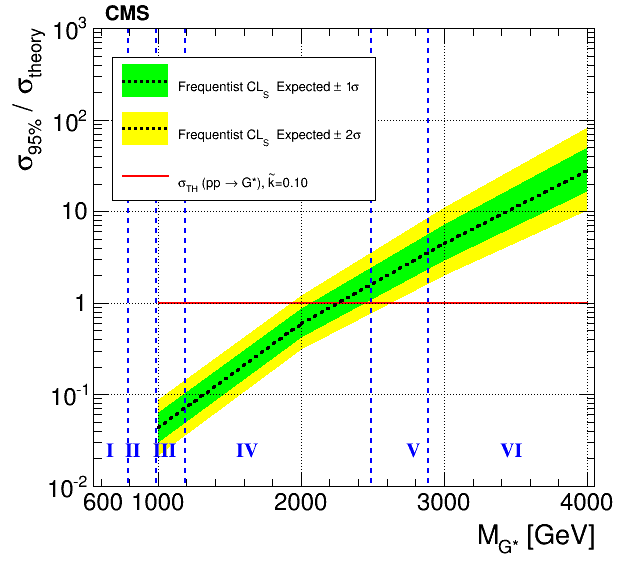 CMS
σ95% / σtheory
10³
10²
10
1
10⁻¹
10⁻²
Frequentist CLS Expected ± 1σ
Frequentist CLS Expected ± 2σ
σTH (pp → G*), k̃=0.10
I II III IV V VI
600 1000 2000 3000 4000
MG* [GeV]